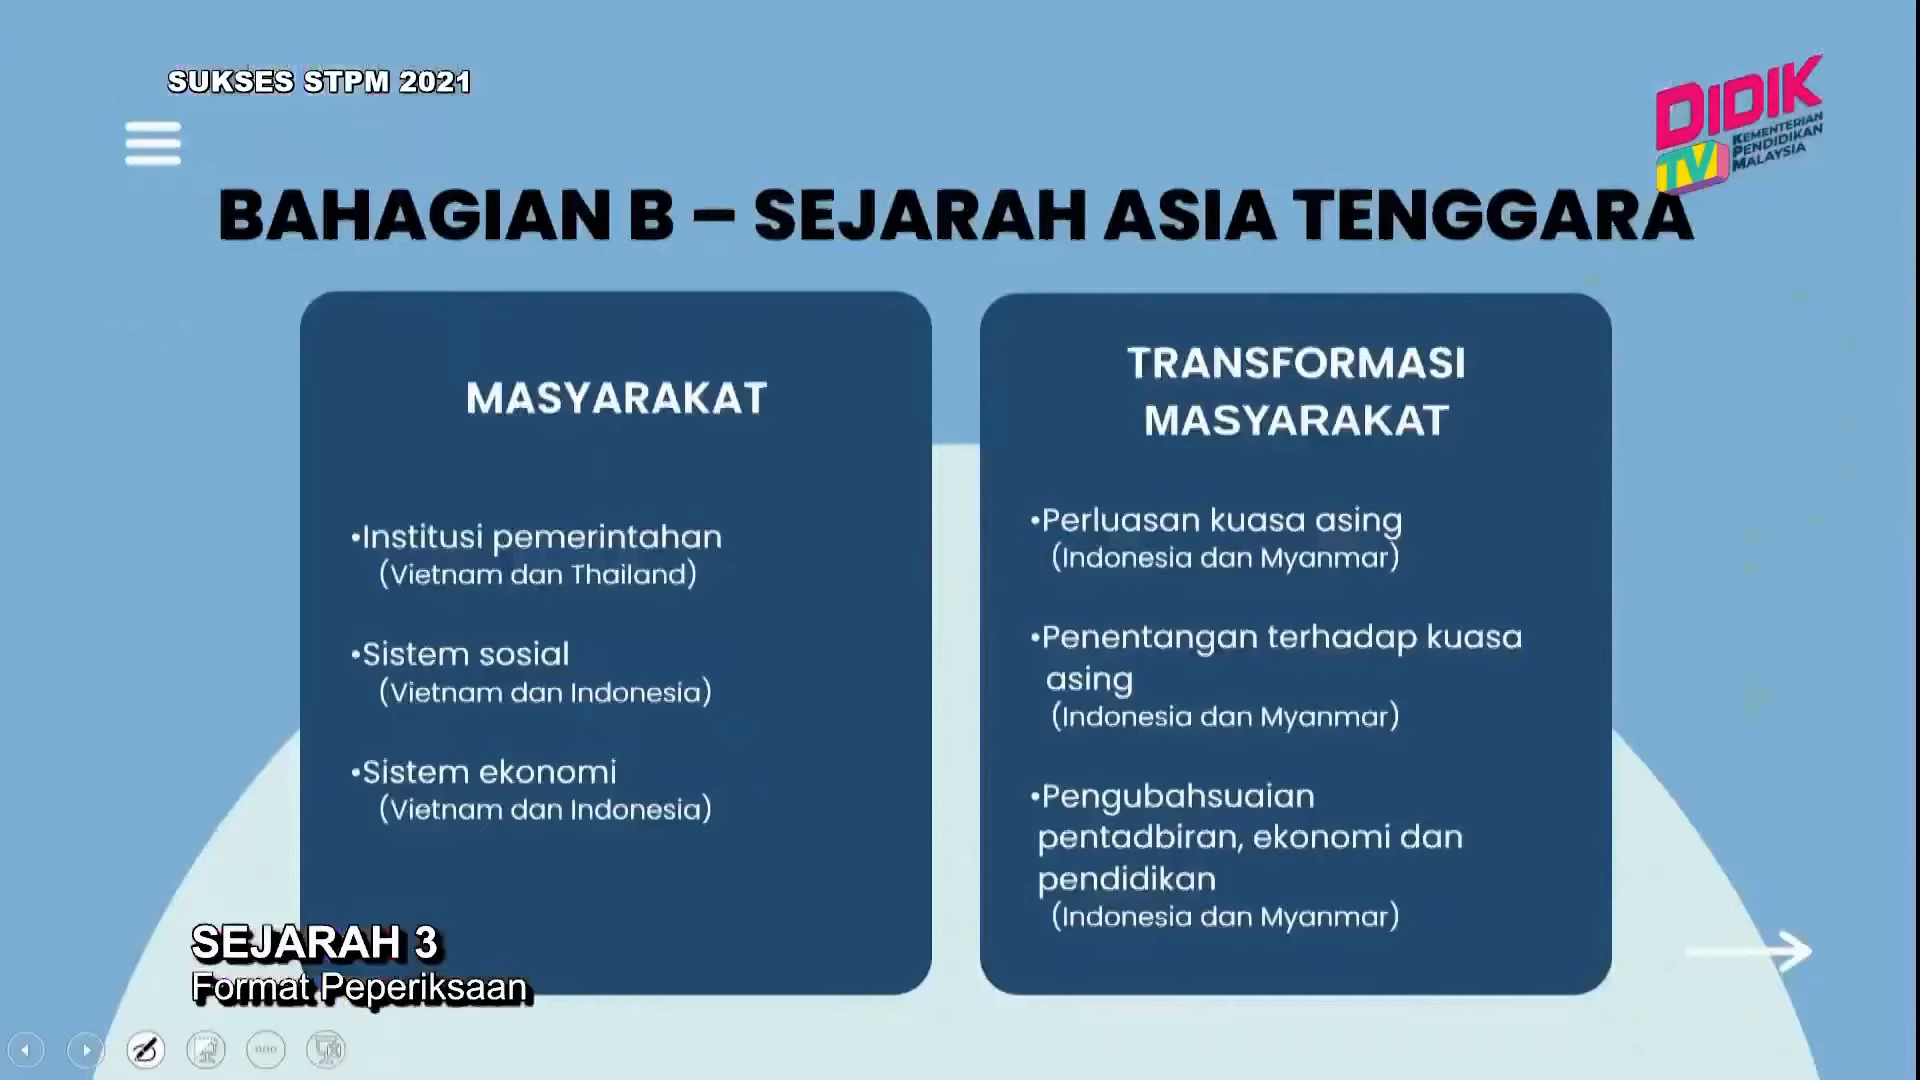 SUKSES STPM 2021
DIDIK
TV
KEMENTERIAN
PENDIDIKAN
MALAYSIA
BAHAGIAN B – SEJARAH ASIA TENGGARA
MASYARAKAT
•Institusi pemerintahan
(Vietnam dan Thailand)
•Sistem sosial
(Vietnam dan Indonesia)
•Sistem ekonomi
(Vietnam dan Indonesia)
TRANSFORMASI
MASYARAKAT
•Perluasan kuasa asing
(Indonesia dan Myanmar)
•Penentangan terhadap kuasa
asing
(Indonesia dan Myanmar)
•Pengubahsuaian
pentadbiran, ekonomi dan
pendidikan
(Indonesia dan Myanmar)
SEJARAH 3
Format Peperiksaan